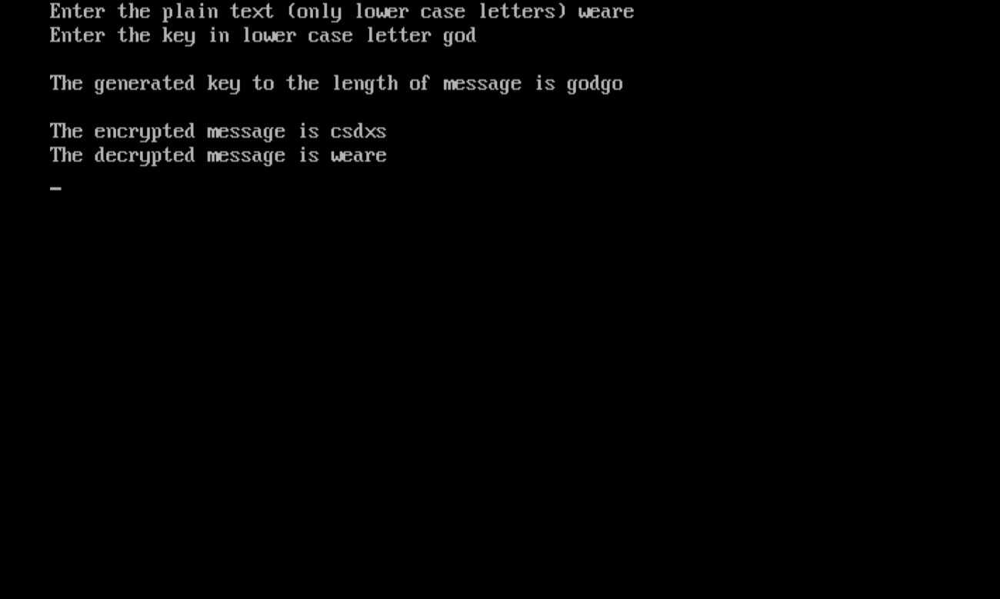 Enter the plain text (only lower case letters) weare
Enter the key in lower case letter god
The generated key to the length of message is godgo
The encrypted message is csdxs
The decrypted message is weare
_